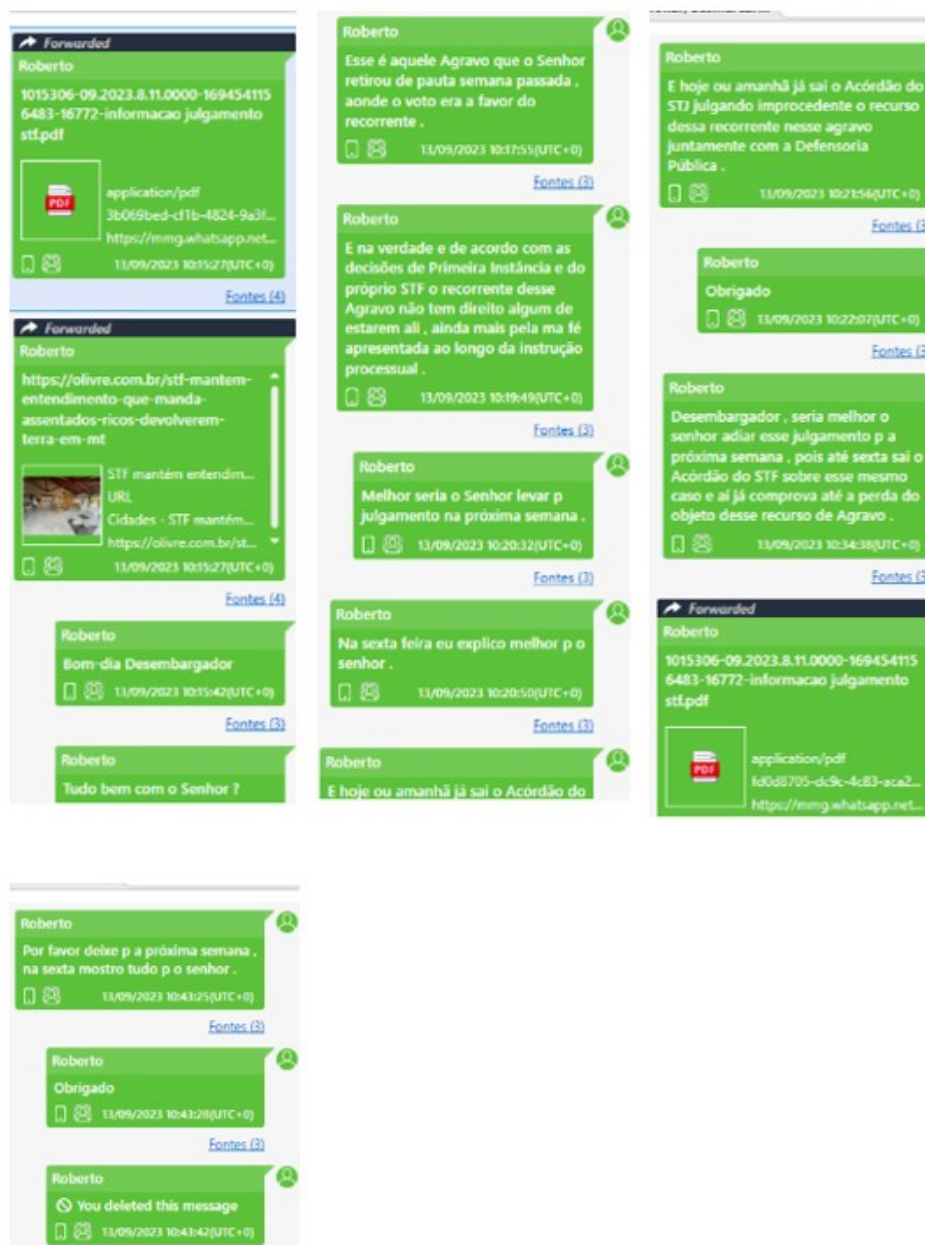 Forwarded
Roberto
1015306-09.2023.8.11.0000-169454115
6483-16772-informacao julgamento
stf.pdf
PDF
application/pdf
3b069bed-cf1b-4824-9a3f...
https://mmg.whatsapp.net...
13/09/2023 10:15:27(UTC+0)
Fontes (4)
Forwarded
Roberto
https://olivre.com.br/stf-mantem-
entendimento-que-manda-
assentados-ricos-devolverem-
terra-em-mt
STF mantém entendim...
URL
Cidades - STF mantém...
https://olivre.com.br/st...
13/09/2023 10:15:27(UTC+0)
Fontes (4)
Roberto
Bom-dia Desembargador
13/09/2023 10:15:42(UTC+0)
Fontes (3)
Roberto
Tudo bem com o Senhor ?
Roberto
Esse é aquele Agravo que o Senhor
retirou de pauta semana passada ,
aonde o voto era a favor do
recorrente .
13/09/2023 10:17:55(UTC+0)
Fontes (3)
Roberto
E na verdade e de acordo com as
decisões de Primeira Instância e do
próprio STF o recorrente desse
Agravo não tem direito algum de
estarem ali , ainda mais pela ma fé
apresentada ao longo da instrução
processual .
13/09/2023 10:19:49(UTC+0)
Fontes (3)
Roberto
Melhor seria o Senhor levar p
julgamento na próxima semana .
13/09/2023 10:20:32(UTC+0)
Fontes (3)
Roberto
Na sexta feira eu explico melhor p o
senhor .
13/09/2023 10:20:50(UTC+0)
Fontes (3)
Roberto
E hoje ou amanhã já sai o Acórdão do
Roberto
E hoje ou amanhã já sai o Acórdão do
STJ julgando improcedente o recurso
dessa recorrente nesse agravo
juntamente com a Defensoria
Pública .
13/09/2023 10:21:56(UTC+0)
Fontes (3
Roberto
Obrigado
13/09/2023 10:22:07(UTC+0)
Fontes (3
Roberto
Desembargador , seria melhor o
senhor adiar esse julgamento p a
próxima semana , pois até sexta sai o
Acórdão do STF sobre esse mesmo
caso e ai já comprova até a perda do
objeto desse recurso de Agravo .
13/09/2023 10:34:38(UTC+0)
Fontes (3
Forwarded
Roberto
1015306-09.2023.8.11.0000-169454115
6483-16772-informacao julgamento
stf.pdf
PDF
application/pdf
fd0d8705-dc9c-4c83-aca2...
https://mmg.whatsapp.net...
Roberto
Por favor deixe p a próxima semana ,
na sexta mostro tudo p o senhor .
13/09/2023 10:43:25(UTC+0)
Fontes (3)
Roberto
Obrigado
13/09/2023 10:43:28(UTC+0)
Fontes (3)
Roberto
You deleted this message
13/09/2023 10:43:42(UTC+0)